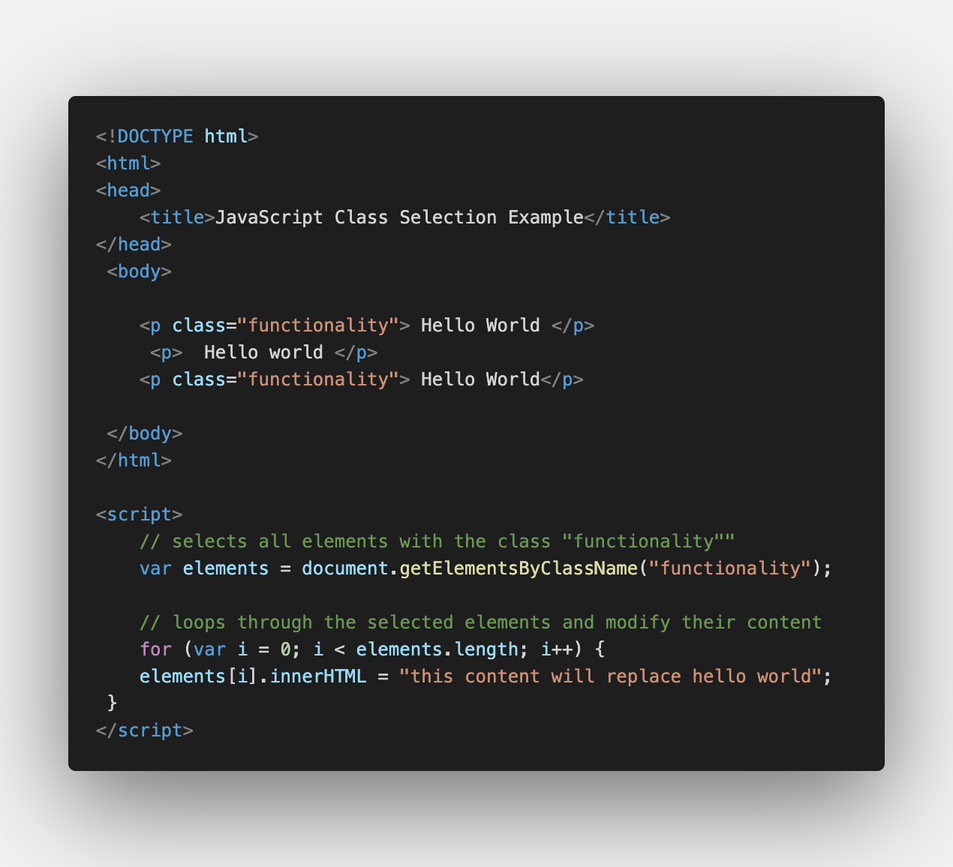 <!DOCTYPE html>
<html>
<head>
    <title>JavaScript Class Selection Example</title>
</head>
 <body>

    <p class="functionality"> Hello World </p>
     <p>  Hello world </p>
    <p class="functionality"> Hello World</p>

 </body>
</html>

<script>
    // selects all elements with the class "functionality""
    var elements = document.getElementsByClassName("functionality");

    // loops through the selected elements and modify their content
    for (var i = 0; i < elements.length; i++) {
    elements[i].innerHTML = "this content will replace hello world";
 }
</script>